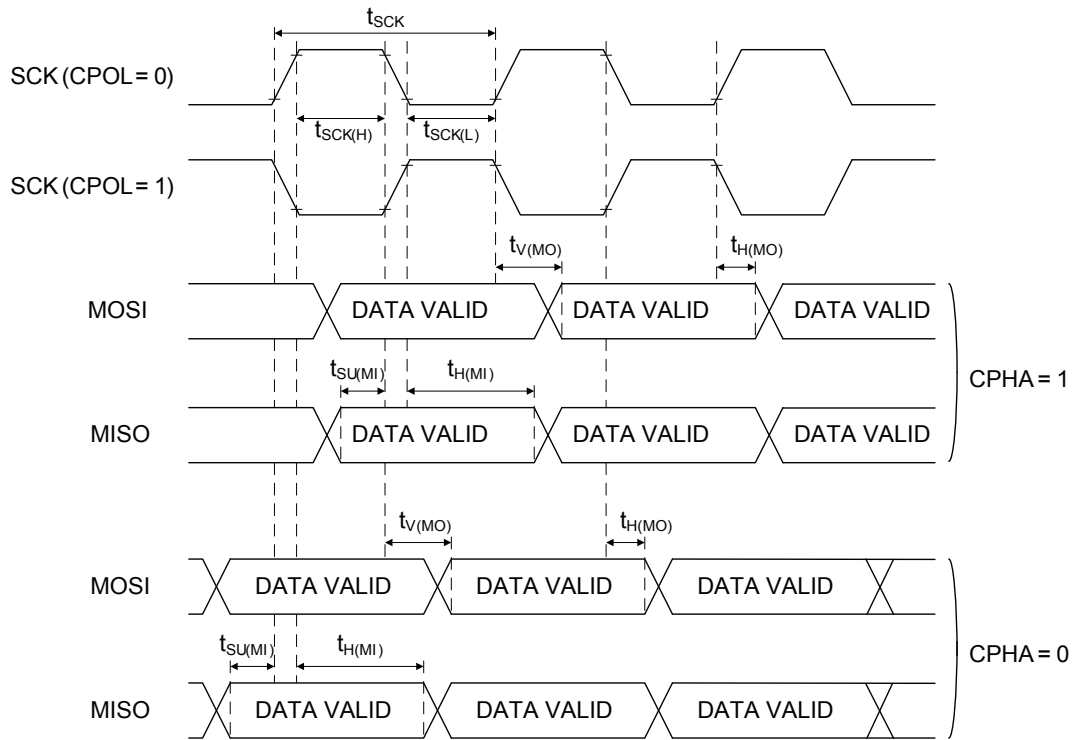 tSCK
SCK (CPOL = 0)
tSCK(H)
tSCK(L)
SCK (CPOL = 1)
tV(MO)
tH(MO)
MOSI
DATA VALID
DATA VALID
DATA VALID
tSU(MI)
tH(MI)
CPHA = 1
MISO
DATA VALID
DATA VALID
DATA VALID
tV(MO)
tH(MO)
MOSI
DATA VALID
DATA VALID
DATA VALID
tSU(MI)
tH(MI)
CPHA = 0
MISO
DATA VALID
DATA VALID
DATA VALID